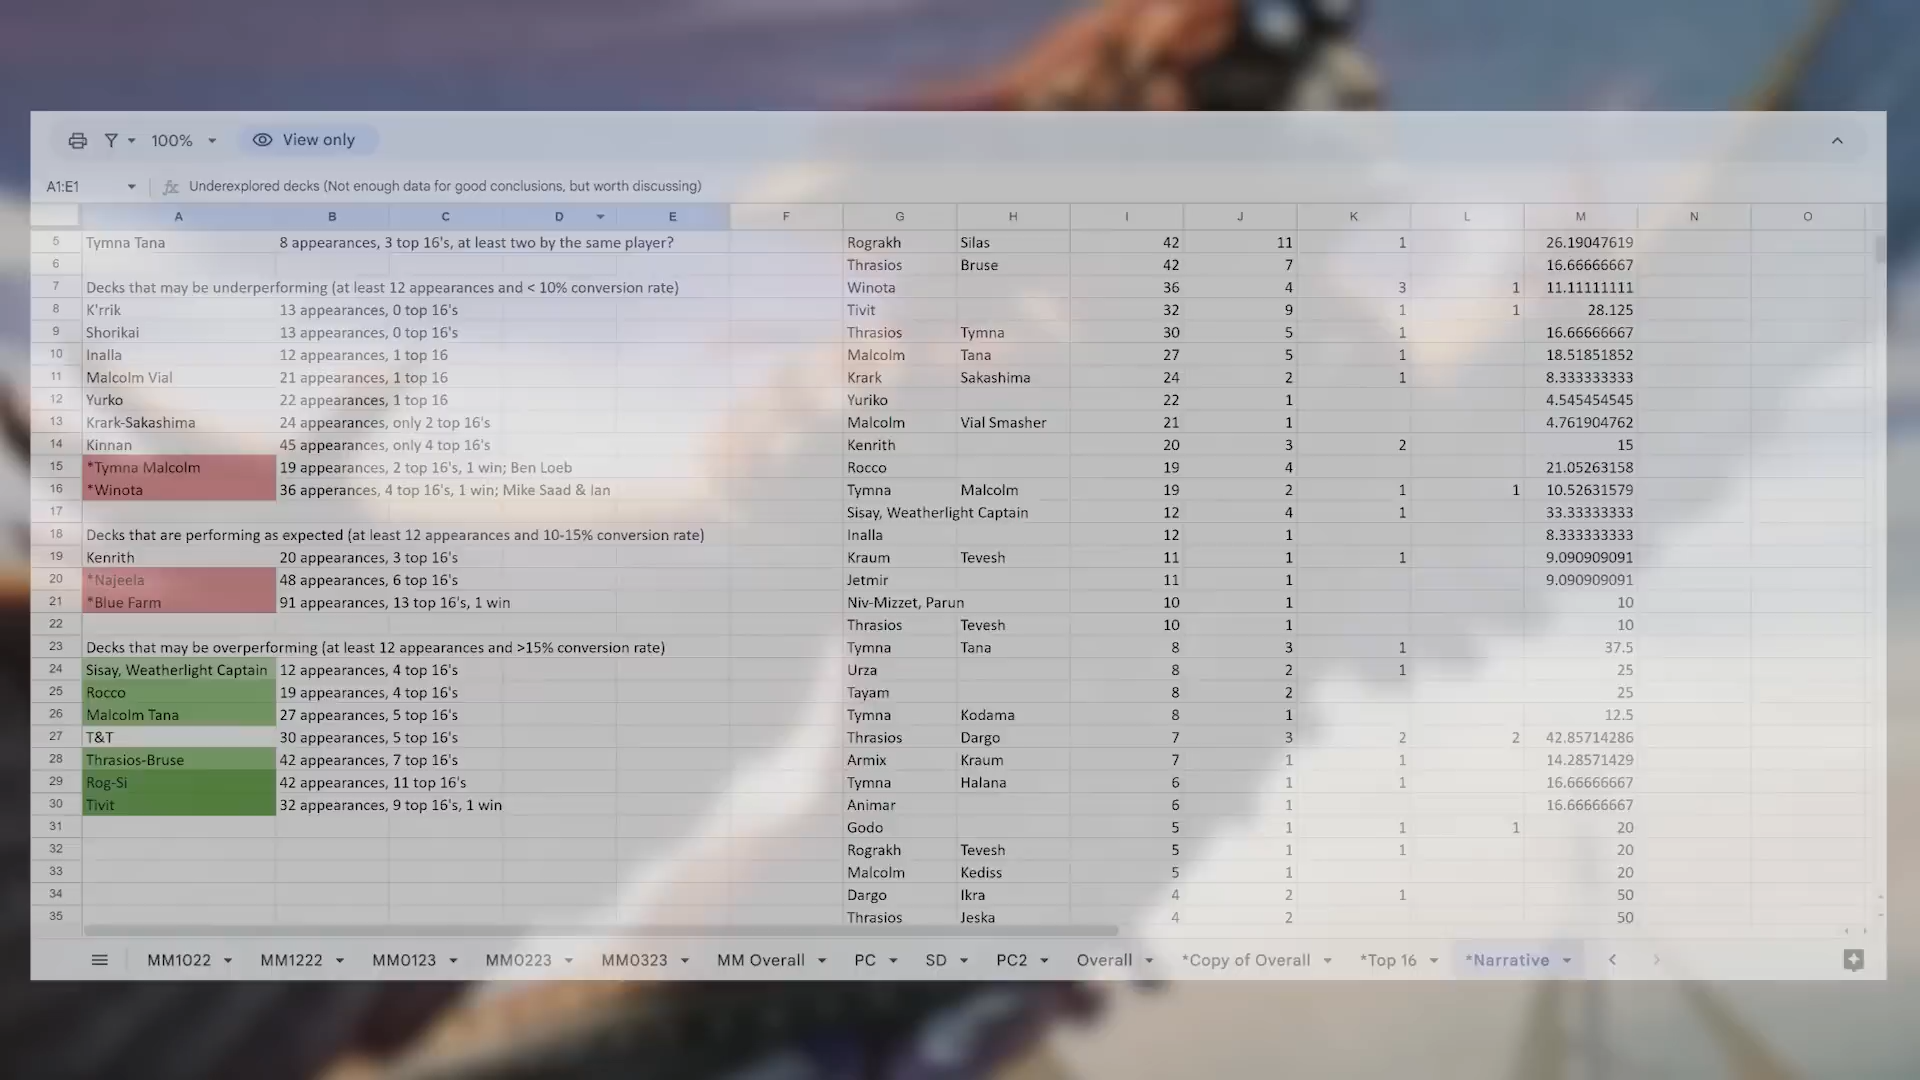 100% View only
A1:E1 fx Underexplored decks (Not enough data for good conclusions, but worth discussing)
A B C D E F G H I J K L M N O
5 Tymna Tana 8 appearances, 3 top 16's, at least two by the same player? Rograkh Silas 42 11 1 26.19047619
6 Thrasios Bruse 42 7 16.66666667
7 Decks that may be underperforming (at least 12 appearances and < 10% conversion rate) Winota 36 4 3 1 11.11111111
8 K'rrik 13 appearances, 0 top 16's Tivit 32 9 1 1 28.125
9 Shorikai 13 appearances, 0 top 16's Thrasios Tymna 30 5 1 16.66666667
10 Inalla 12 appearances, 1 top 16 Malcolm Tana 27 5 1 18.51851852
11 Malcolm Vial 21 appearances, 1 top 16 Krark Sakashima 24 2 1 8.333333333
12 Yurko 22 appearances, 1 top 16 Yuriko 22 1 4.545454545
13 Krark-Sakashima 24 appearances, only 2 top 16's Malcolm Vial Smasher 21 1 4.761904762
14 Kinnan 45 appearances, only 4 top 16's Kenrith 20 3 2 15
15 *Tymna Malcolm 19 appearances, 2 top 16's, 1 win; Ben Loeb Rocco 19 4 21.05263158
16 *Winota 36 apperances, 4 top 16's, 1 win; Mike Saad & Ian Tymna Malcolm 19 2 1 1 10.52631579
17 Sisay, Weatherlight Captain 12 4 1 33.33333333
18 Decks that are performing as expected (at least 12 appearances and 10-15% conversion rate) Inalla 12 1 8.333333333
19 Kenrith 20 appearances, 3 top 16's Kraum Tevesh 11 1 1 9.090909091
20 *Najeela 48 appearances, 6 top 16's Jetmir 11 1 9.090909091
21 *Blue Farm 91 appearances, 13 top 16's, 1 win Niv-Mizzet, Parun 10 1 10
22 Thrasios Tevesh 10 1 10
23 Decks that may be overperforming (at least 12 appearances and >15% conversion rate) Tymna Tana 8 3 1 37.5
24 Sisay, Weatherlight Captain 12 appearances, 4 top 16's Urza 8 2 1 25
25 Rocco 19 appearances, 4 top 16's Tayam 8 2 25
26 Malcolm Tana 27 appearances, 5 top 16's Tymna Kodama 8 1 12.5
27 T&T 30 appearances, 5 top 16's Thrasios Dargo 7 3 2 2 42.85714286
28 Thrasios-Bruse 42 appearances, 7 top 16's Armix Kraum 7 1 1 14.28571429
29 Rog-Si 42 appearances, 11 top 16's Tymna Halana 6 1 1 16.66666667
30 Tivit 32 appearances, 9 top 16's, 1 win Animar 6 1 16.66666667
31 Godo 5 1 1 1 20
32 Rograkh Tevesh 5 1 1 20
33 Malcolm Kediss 5 1 20
34 Dargo Ikra 4 2 1 50
35 Thrasios Jeska 4 2 50
MM1022 MM1222 MM0123 MM0223 MM0323 MM Overall PC SD PC2 Overall *Copy of Overall *Top 16 *Narrative